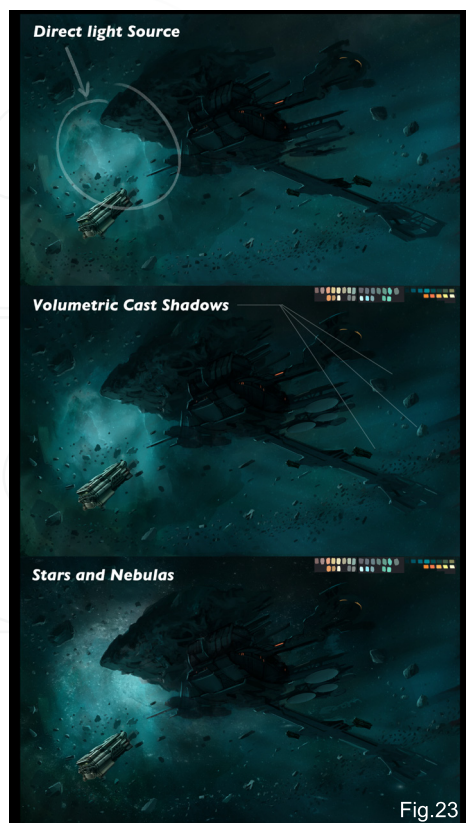 Direct light Source
Volumetric Cast Shadows
Stars and Nebulas
Fig.23